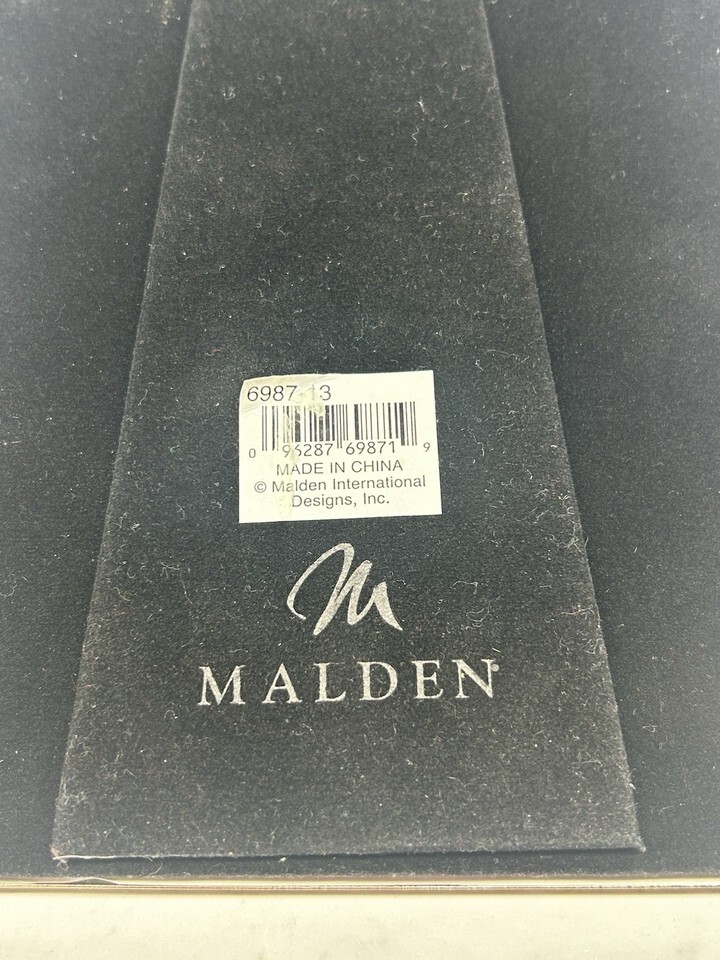 6987-13
0 96287 69871 9
MADE IN CHINA
© Malden International
Designs, Inc.
M
MALDEN®